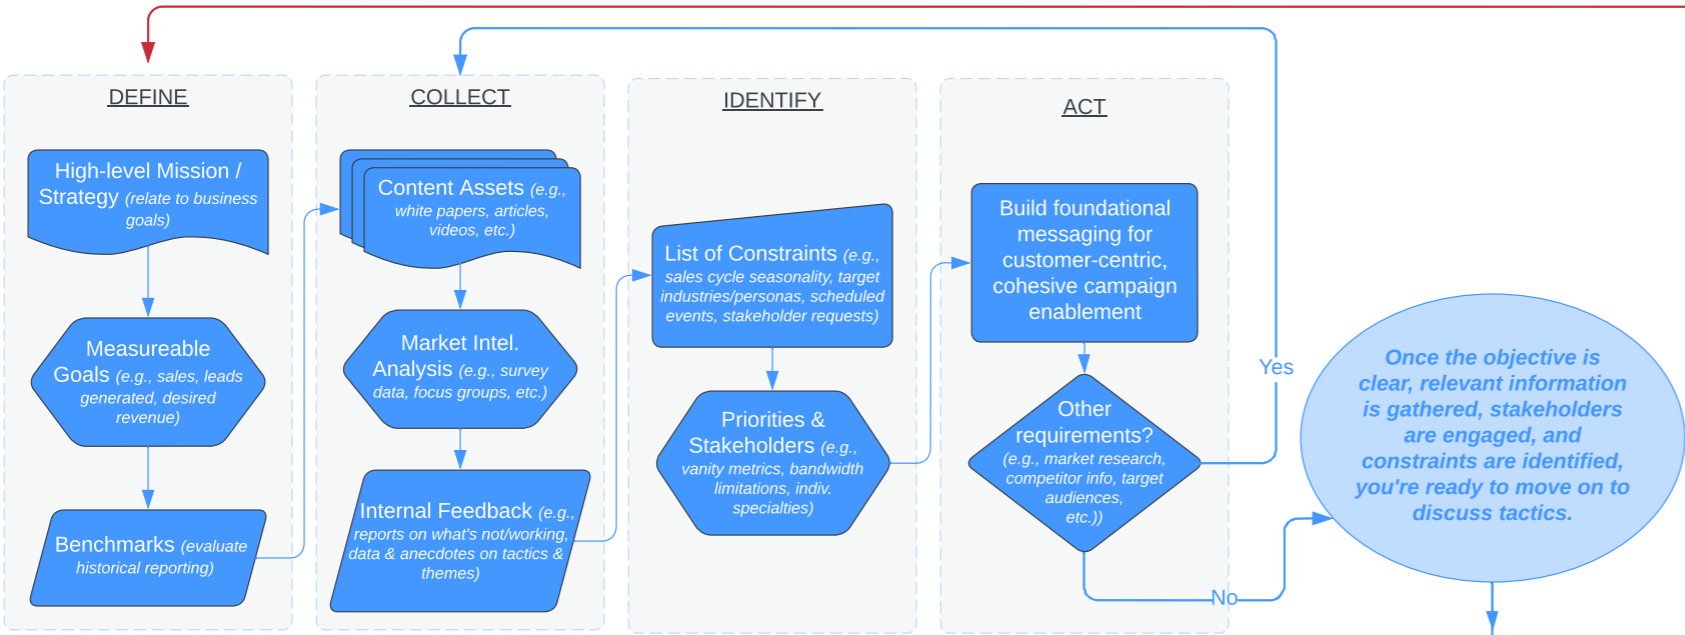 DEFINE
High-level Mission /
Strategy (relate to business
goals)
Measureable
Goals (e.g., sales, leads
generated, desired
revenue)
Benchmarks (evaluate
historical reporting)
COLLECT
Content Assets (e.g.,
white papers, articles,
videos, etc.)
Market Intel.
Analysis (e.g., survey
data, focus groups, etc.)
Internal Feedback (e.g.,
reports on what's not/working,
data & anecdotes on tactics &
themes)
IDENTIFY
List of Constraints (e.g.,
sales cycle seasonality, target
industries/personas, scheduled
events, stakeholder requests)
Priorities &
Stakeholders (e.g.,
vanity metrics, bandwidth
limitations, indiv.
specialties)
ACT
Build foundational
messaging for
customer-centric,
cohesive campaign
enablement
Other
requirements?
(e.g., market research,
competitor info, target
audiences,
etc.))
Yes
No
Once the objective is
clear, relevant information
is gathered, stakeholders
are engaged, and
constraints are identified,
you're ready to move on to
discuss tactics.